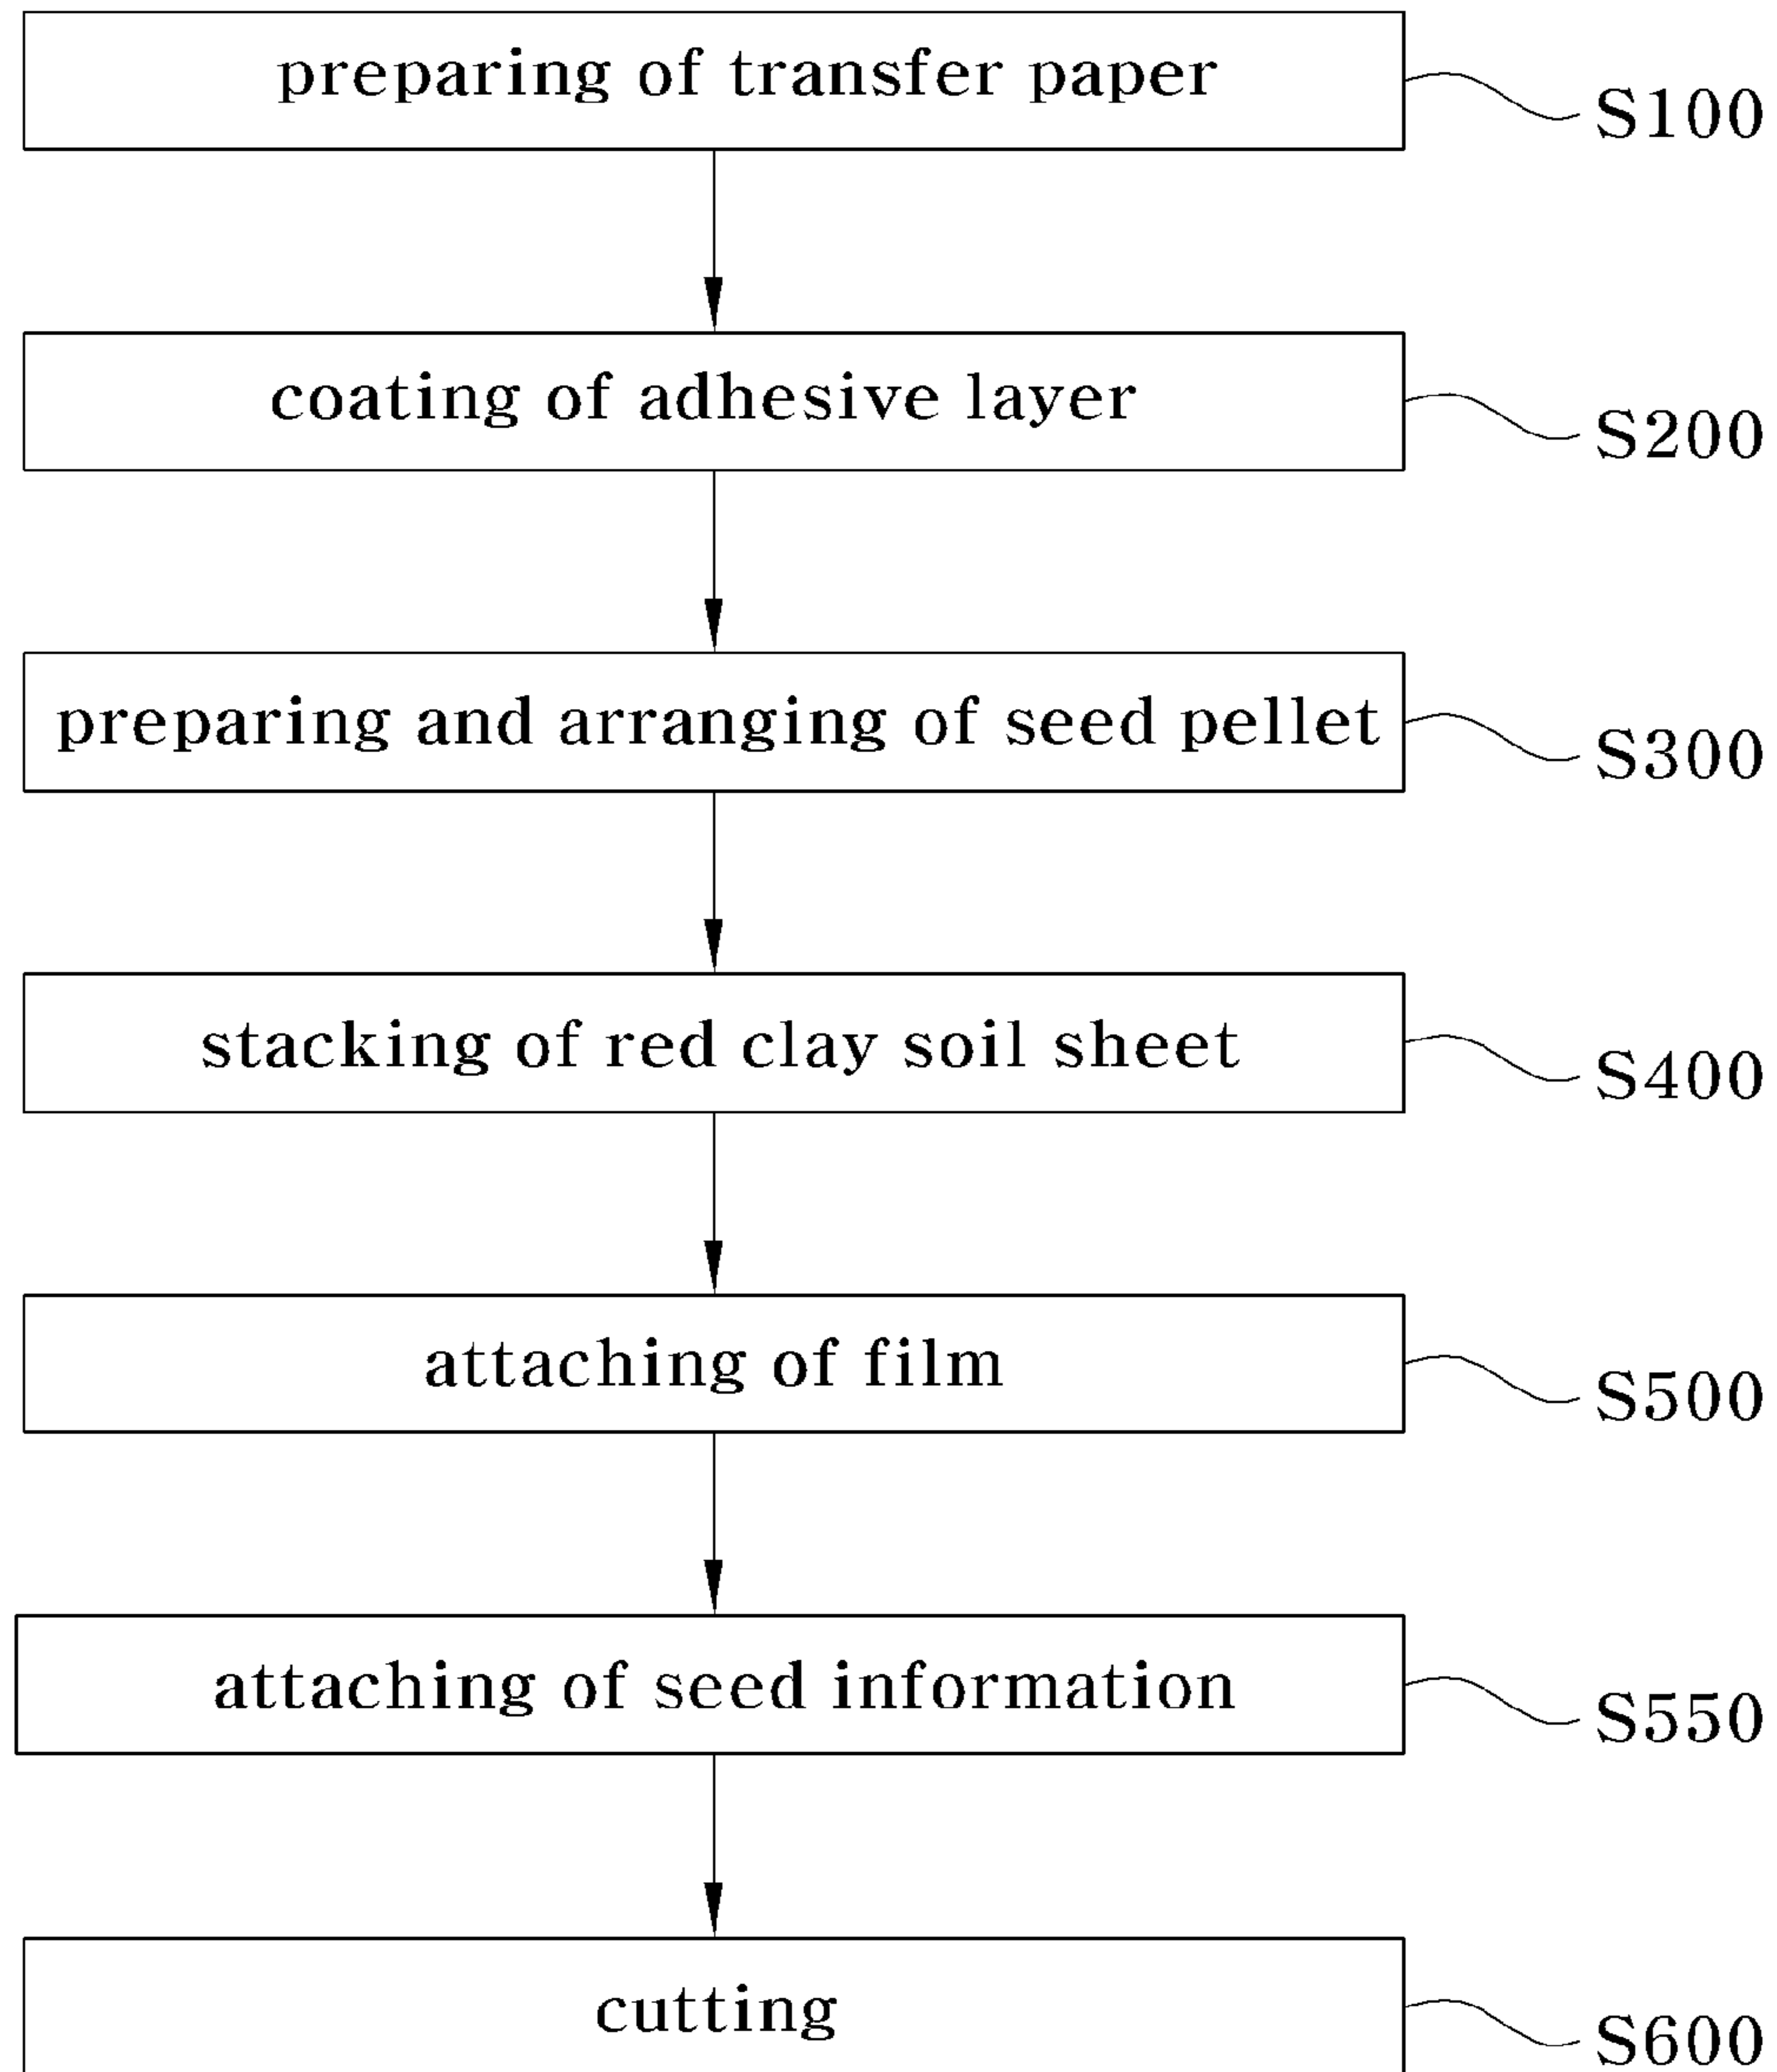 preparing of transfer paper
S100
coating of adhesive layer
S200
preparing and arranging of seed pellet
S300
stacking of red clay soil sheet
S400
attaching of film
S500
attaching of seed information
S550
cutting
S600